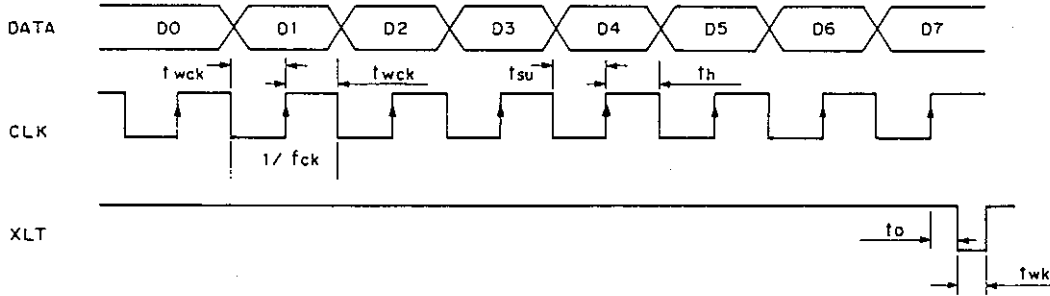 DATA D0 D1 D2 D3 D4 D5 D6 D7
twck twck tsu th
CLK
1/fck
XLT
to
twk